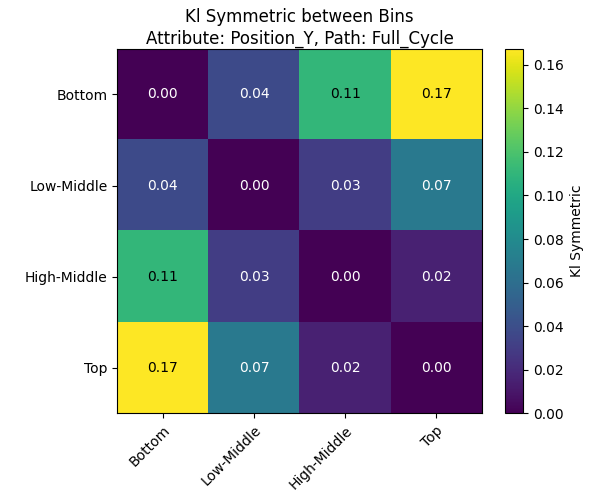 Kl Symmetric between Bins
Attribute: Position_Y, Path: Full_Cycle
Bottom 0.00 0.04 0.11 0.17
Low-Middle 0.04 0.00 0.03 0.07
High-Middle 0.11 0.03 0.00 0.02
Top 0.17 0.07 0.02 0.00
Bottom Low-Middle High-Middle Top
0.16
0.14
0.12
0.10
0.08
0.06
0.04
0.02
0.00
Kl Symmetric